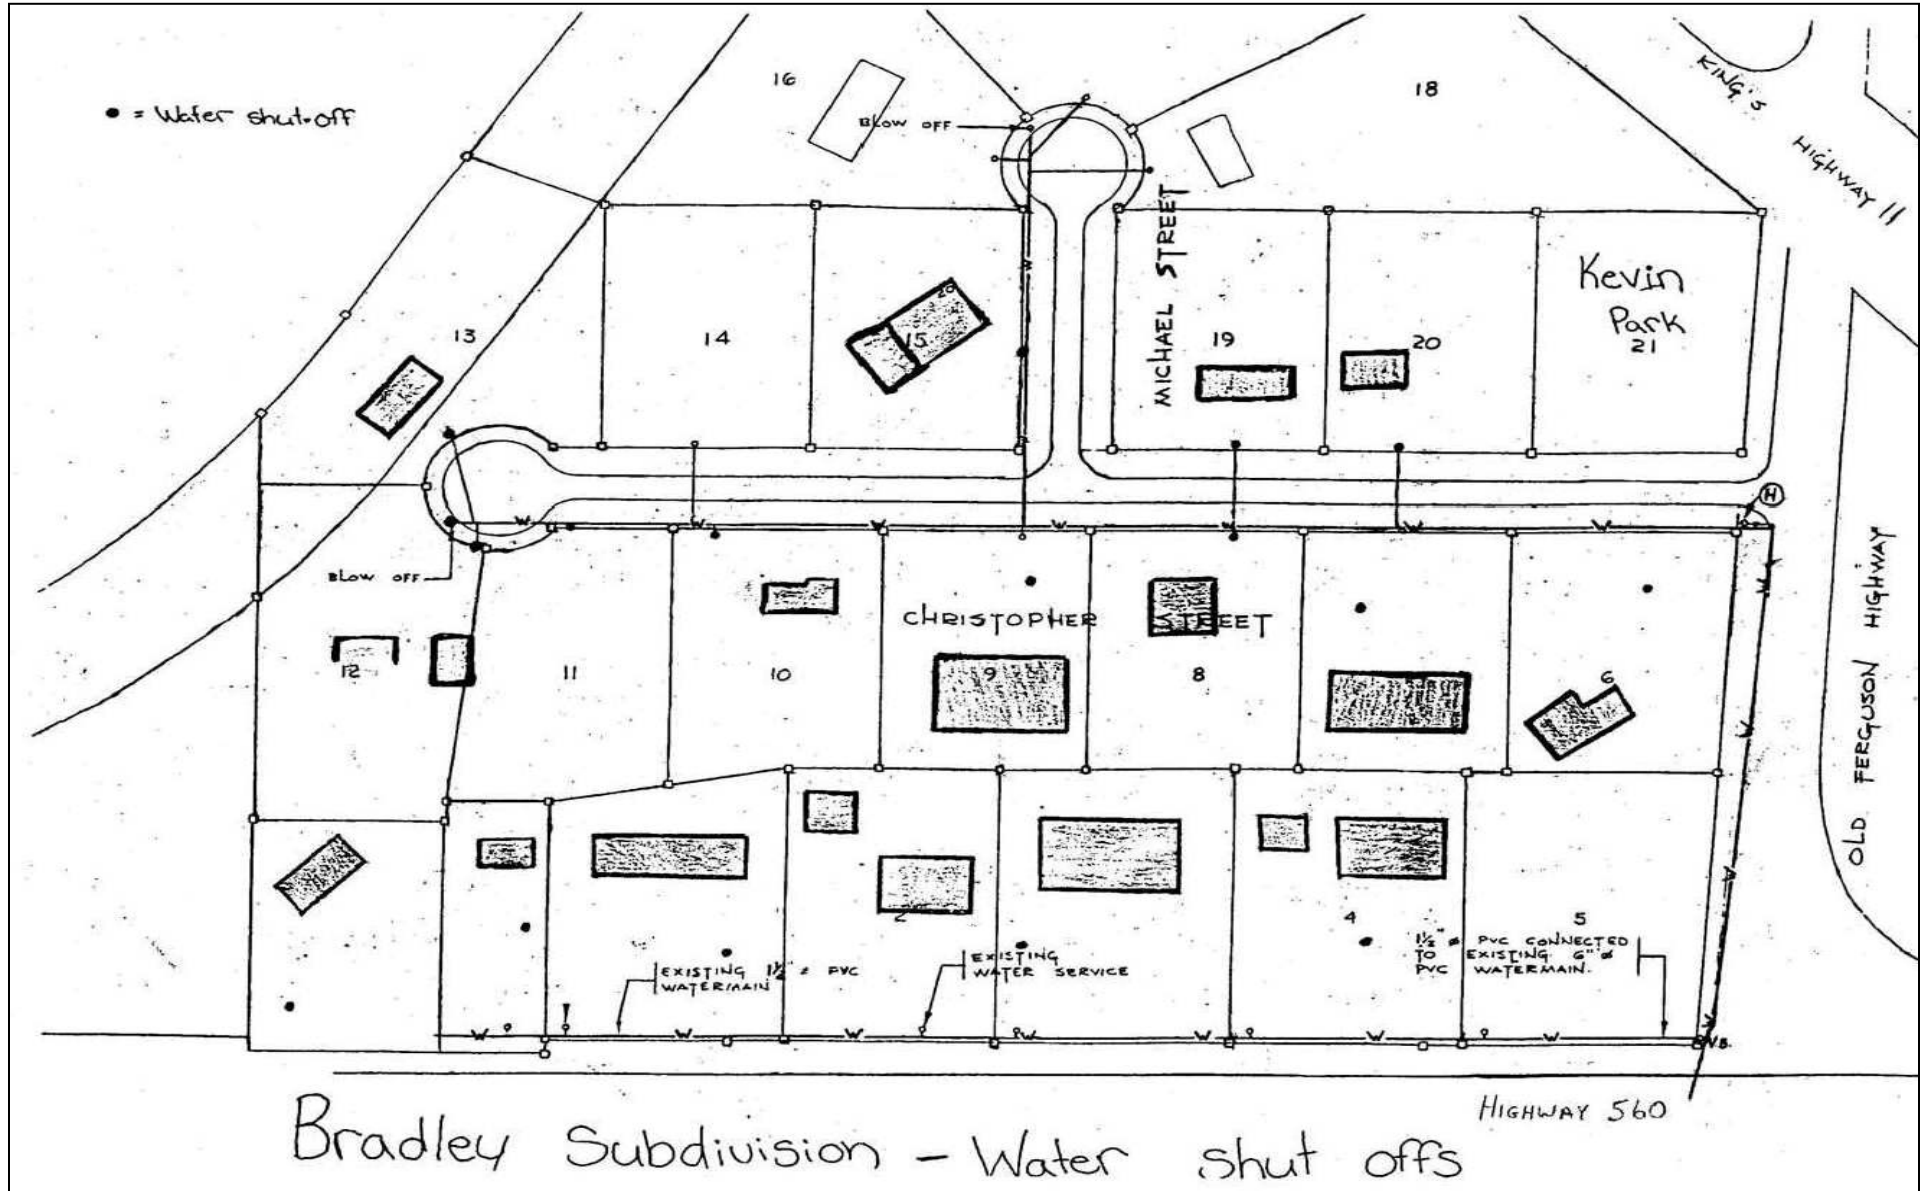 ● = Water shut-off
16
18
KING'S
HIGHWAY 11
BLOW OFF
MICHAEL STREET
Kevin
Park
21
13
14
15
19
20
H
W W W W W W W
BLOW OFF
CHRISTOPHER STREET
12
11
10
9
8
6
W
W
W
W
OLD FERGUSON HIGHWAY
2
4
5
EXISTING 1½" ø PVC
WATERMAIN
EXISTING
WATER SERVICE
1½" ø PVC CONNECTED
TO EXISTING 6" ø
PVC WATERMAIN.
W W W W W W W
V.B.
HIGHWAY 560
Bradley Subdivision - Water shut offs